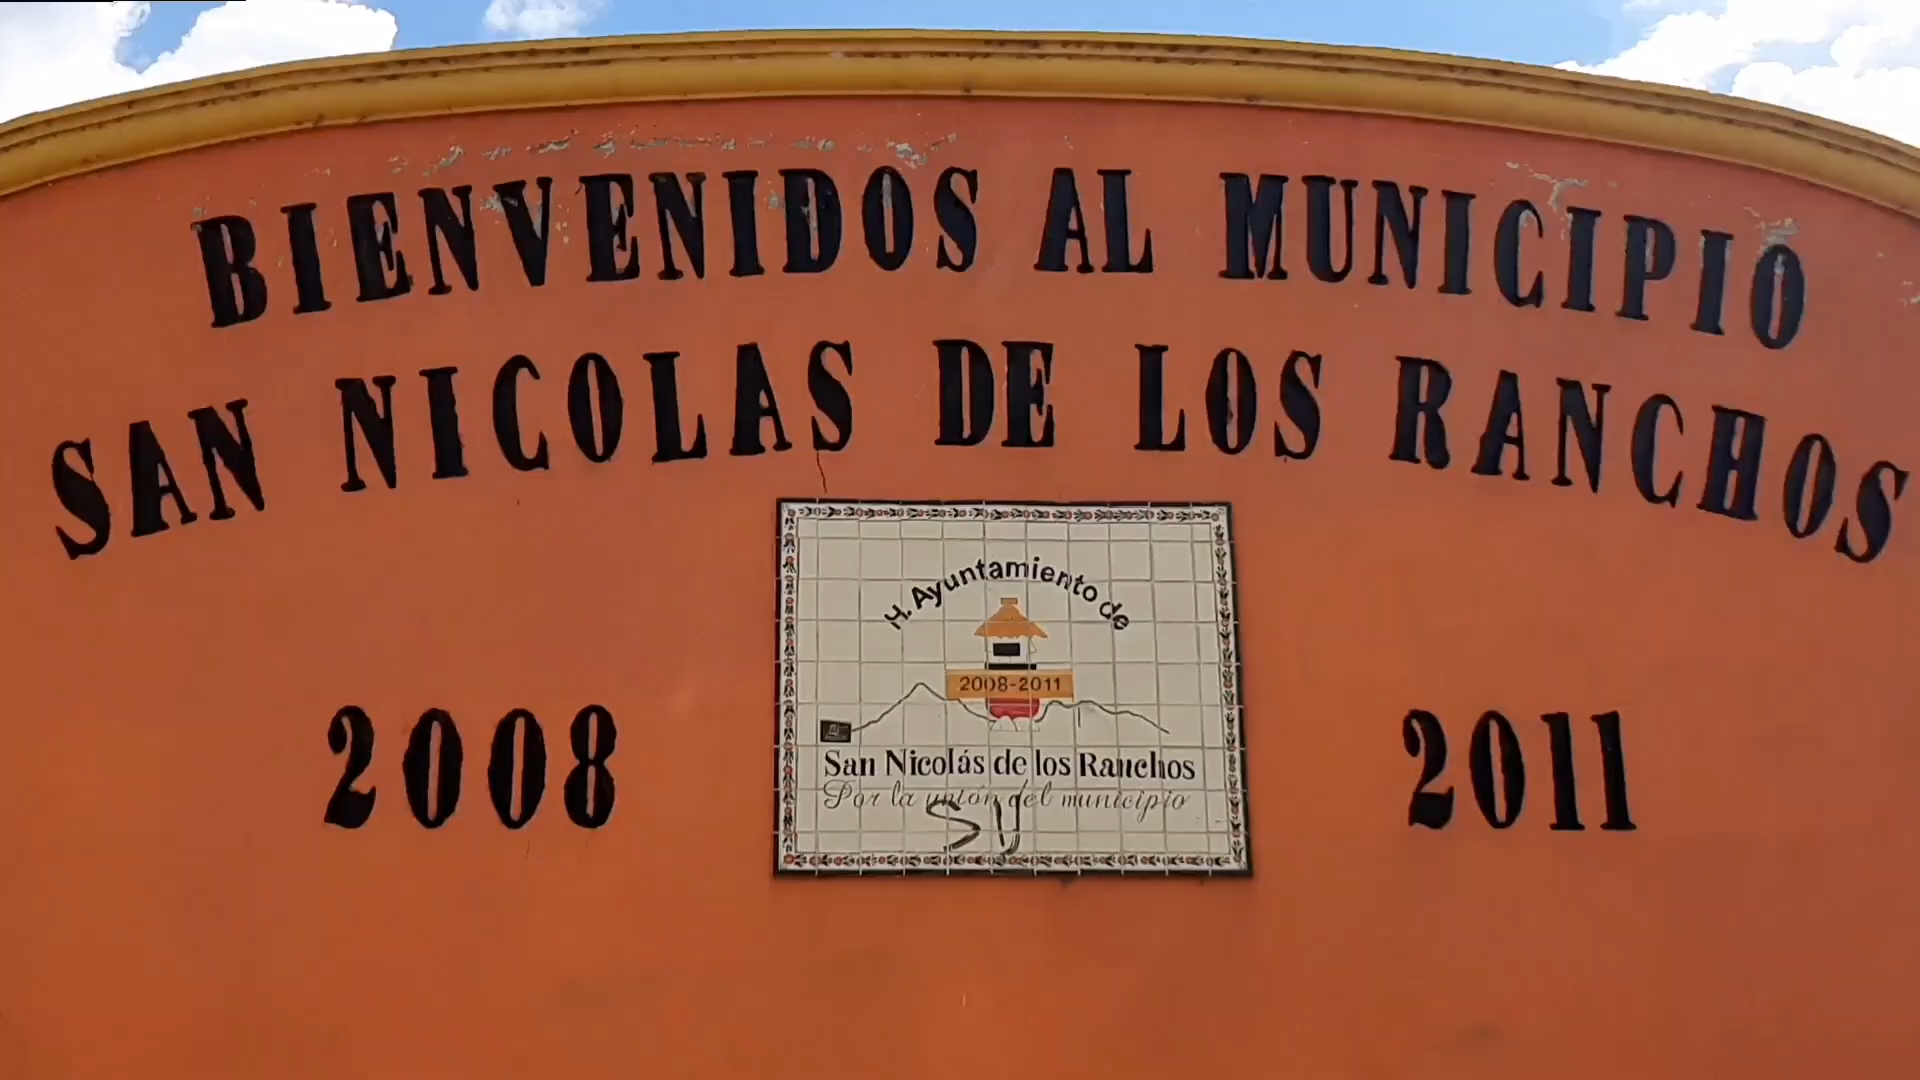 BIENVENIDOS AL MUNICIPIO
SAN NICOLAS DE LOS RANCHOS
2008
2011
H. Ayuntamiento de
2008-2011
San Nicolás de los Ranchos
Por la unión del municipio